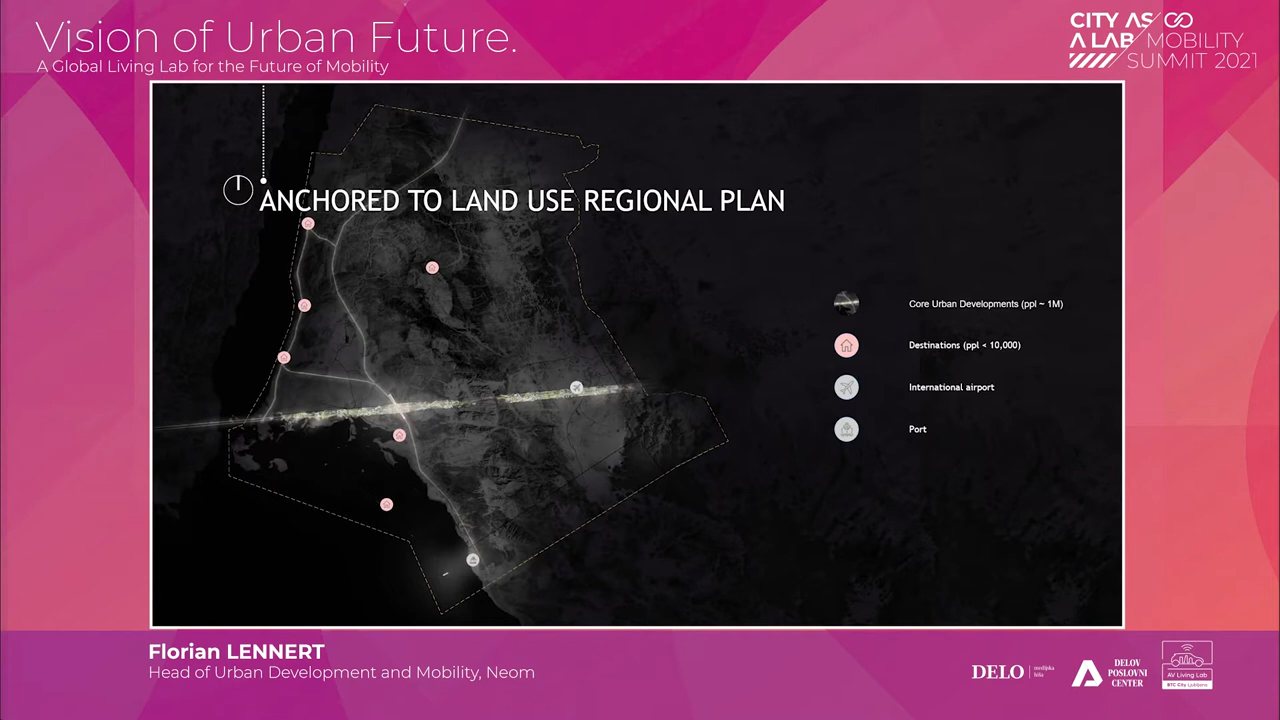 Vision of Urban Future.
A Global Living Lab for the Future of Mobility
CITY AS
A LAB MOBILITY
SUMMIT 2021
ANCHORED TO LAND USE REGIONAL PLAN
Core Urban Developments (ppl ~ 1M)
Destinations (ppl < 10,000)
International airport
Port
Florian LENNERT
Head of Urban Development and Mobility, Neom
DELO medijska
hiša
DELOV
POSLOVNI
CENTER
AV Living Lab
BTC City Ljubljana